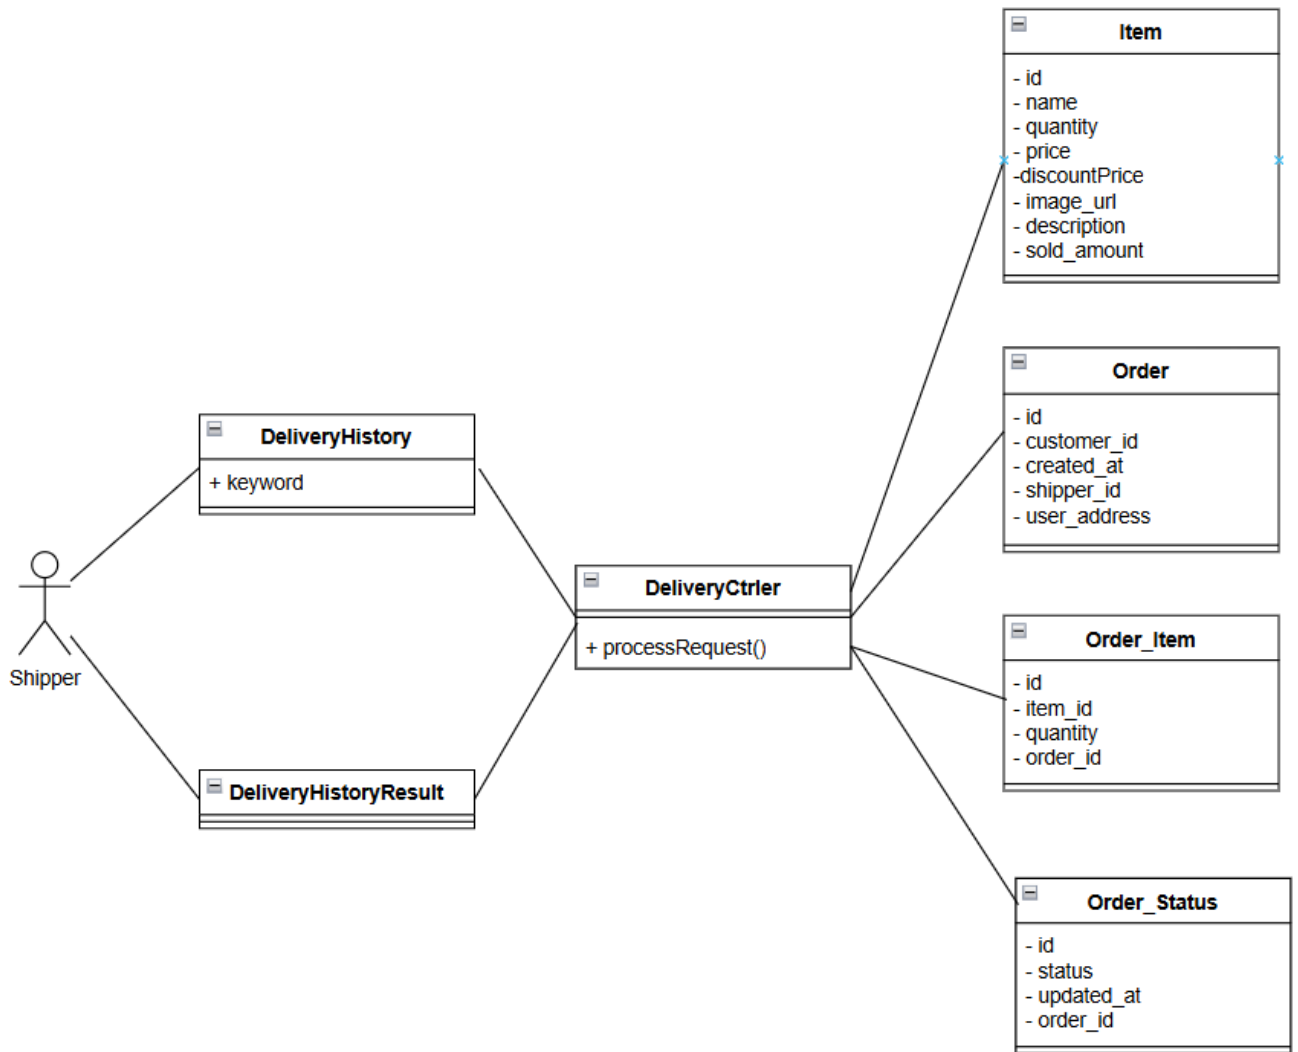 Item
- id
- name
- quantity
- price
-discountPrice
- image_url
- description
- sold_amount
Order
- id
- customer_id
- created_at
- shipper_id
- user_address
DeliveryHistory
+ keyword
Shipper
DeliveryCtrler
+ processRequest()
DeliveryHistoryResult
Order_Item
- id
- item_id
- quantity
- order_id
Order_Status
- id
- status
- updated_at
- order_id